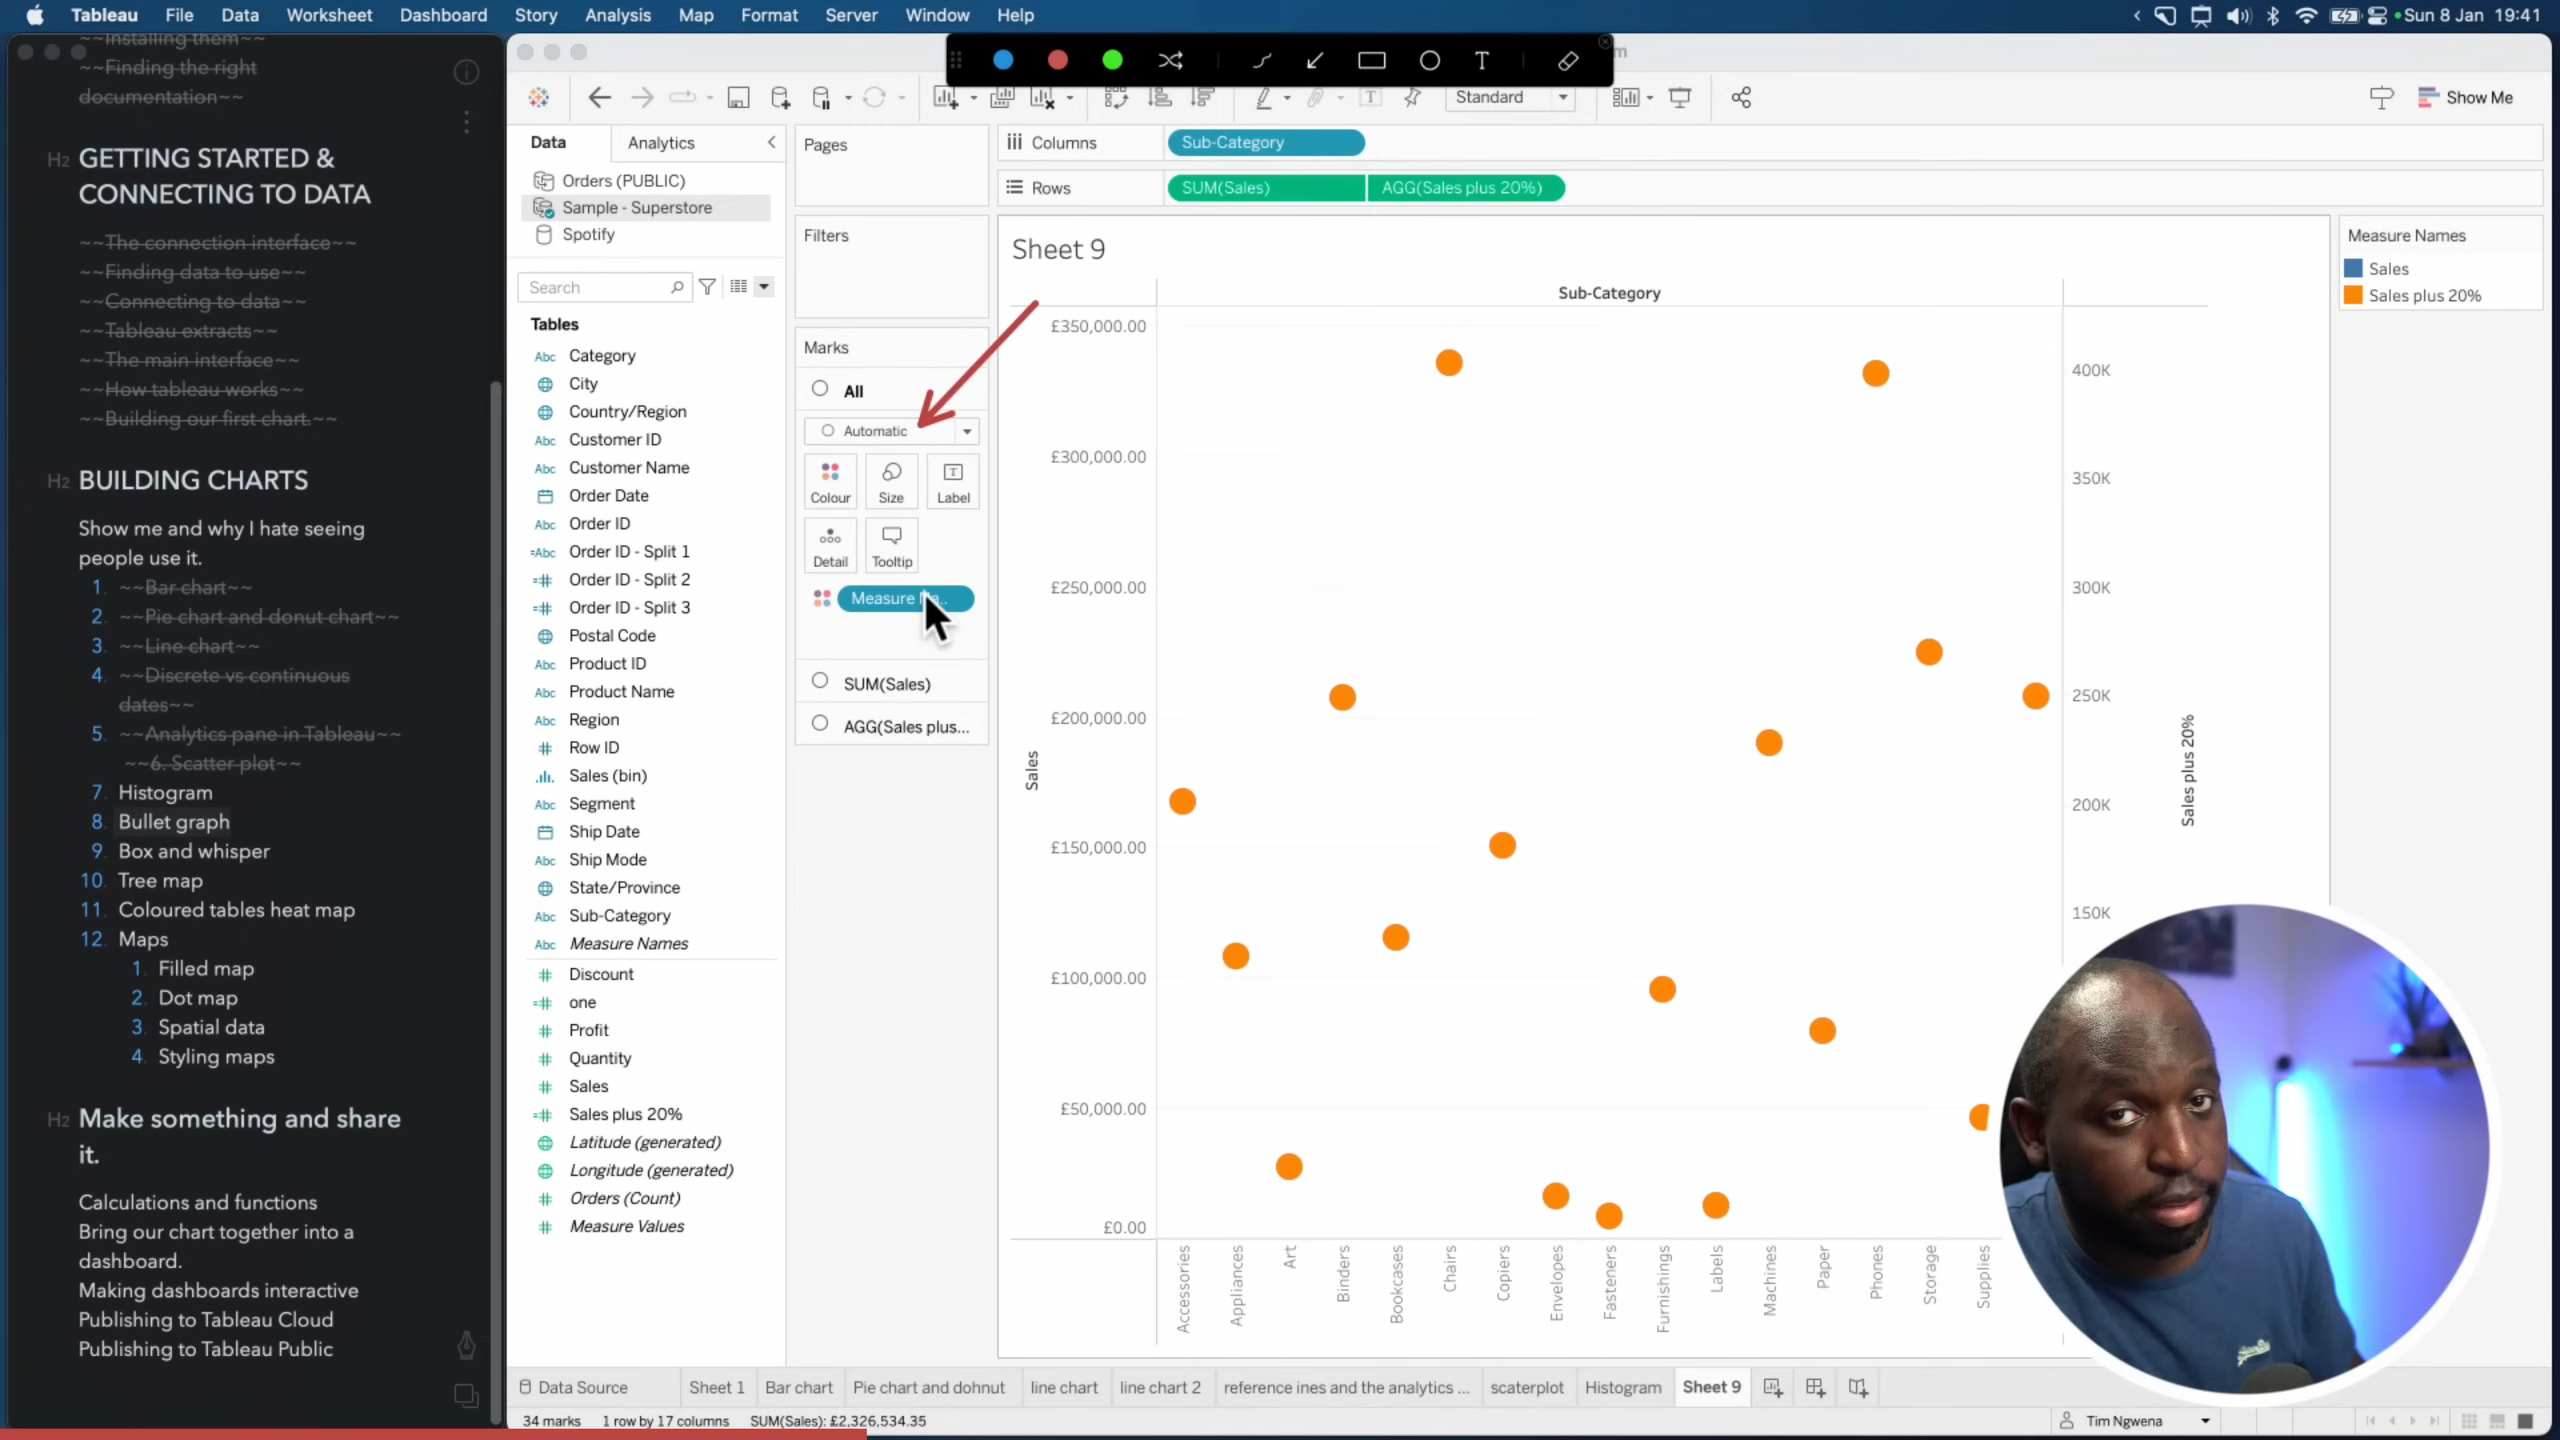 Tableau File Data Worksheet Dashboard Story Analysis Map Format Server Window Help Sun 8 Jan 19:41
~~Installing them~~
~~Finding the right
documentation~~
H2 GETTING STARTED &
CONNECTING TO DATA
~~The connection interface~~
~~Finding data to use~~
~~Connecting to data~~
~~Tableau extracts~~
~~The main interface~~
~~How tableau works~~
~~Building our first chart.~~
H2 BUILDING CHARTS
Show me and why I hate seeing
people use it.
1. ~~Bar chart~~
2. ~~Pie chart and donut chart~~
3. ~~Line chart~~
4. ~~Discrete vs continuous
dates~~
5. ~~Analytics pane in Tableau~~
~~6. Scatter plot~~
7. Histogram
8. Bullet graph
9. Box and whisper
10. Tree map
11. Coloured tables heat map
12. Maps
1. Filled map
2. Dot map
3. Spatial data
4. Styling maps
H2 Make something and share
it.
Calculations and functions
Bring our chart together into a
dashboard.
Making dashboards interactive
Publishing to Tableau Cloud
Publishing to Tableau Public
T
Standard
Show Me
Data Analytics
Orders (PUBLIC)
Sample - Superstore
Spotify
Search
Tables
Abc Category
City
Country/Region
Abc Customer ID
Abc Customer Name
Order Date
Abc Order ID
=Abc Order ID - Split 1
=# Order ID - Split 2
=# Order ID - Split 3
Postal Code
Abc Product ID
Abc Product Name
Abc Region
# Row ID
Sales (bin)
Abc Segment
Ship Date
Abc Ship Mode
State/Province
Abc Sub-Category
Abc Measure Names
# Discount
=# one
# Profit
# Quantity
# Sales
=# Sales plus 20%
Latitude (generated)
Longitude (generated)
# Orders (Count)
# Measure Values
Pages
Filters
Marks
All
Automatic
Colour Size Label
Detail Tooltip
Measure
SUM(Sales)
AGG(Sales plus...
Columns Sub-Category
Rows SUM(Sales) AGG(Sales plus 20%)
Sheet 9
Sub-Category
£350,000.00
£300,000.00
£250,000.00
£200,000.00
£150,000.00
£100,000.00
£50,000.00
£0.00
Sales
400K
350K
300K
250K
200K
150K
Sales plus 20%
Accessories
Appliances
Art
Binders
Bookcases
Chairs
Copiers
Envelopes
Fasteners
Furnishings
Labels
Machines
Paper
Phones
Storage
Supplies
Measure Names
Sales
Sales plus 20%
Data Source Sheet 1 Bar chart Pie chart and dohnut line chart line chart 2 reference ines and the analytics ... scaterplot Histogram Sheet 9
34 marks 1 row by 17 columns SUM(Sales): £2,326,534.35 Tim Ngwena